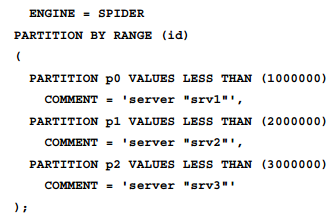 ENGINE = SPIDER
PARTITION BY RANGE (id)
(
PARTITION p0 VALUES LESS THAN (1000000)
COMMENT = 'server "srv1"',
PARTITION p1 VALUES LESS THAN (2000000)
COMMENT = 'server "srv2"',
PARTITION p2 VALUES LESS THAN (3000000)
COMMENT = 'server "srv3"'
);